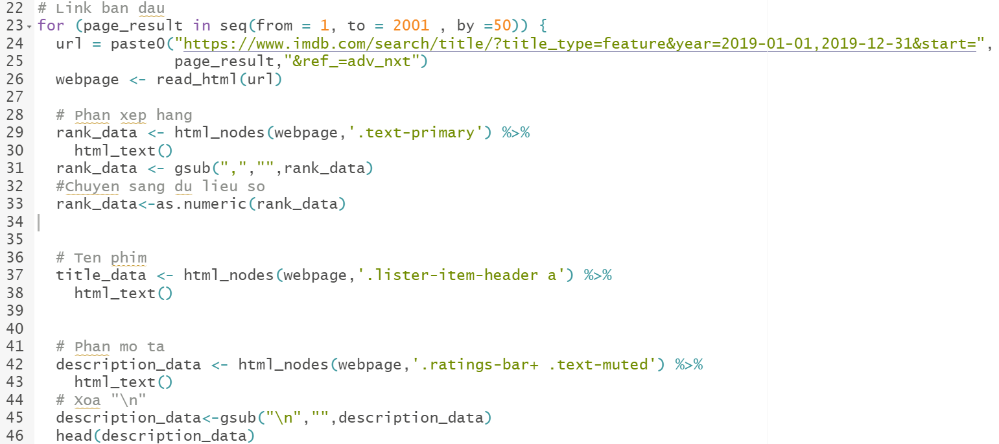 22 # Link ban dau
23 for (page_result in seq(from = 1, to = 2001 , by =50)) {
24   url = paste0("https://www.imdb.com/search/title/?title_type=feature&year=2019-01-01,2019-12-31&start=",
25                page_result,"&ref_=adv_nxt")
26   webpage <- read_html(url)
27
28   # Phan xep hang
29   rank_data <- html_nodes(webpage,'.text-primary') %>%
30     html_text()
31   rank_data <- gsub(",","",rank_data)
32   #Chuyen sang du lieu so
33   rank_data<-as.numeric(rank_data)
34
35
36   # Ten phim
37   title_data <- html_nodes(webpage,'.lister-item-header a') %>%
38     html_text()
39
40
41   # Phan mo ta
42   description_data <- html_nodes(webpage,'.ratings-bar+ .text-muted') %>%
43     html_text()
44   # Xoa "\n"
45   description_data<-gsub("\n","",description_data)
46   head(description_data)